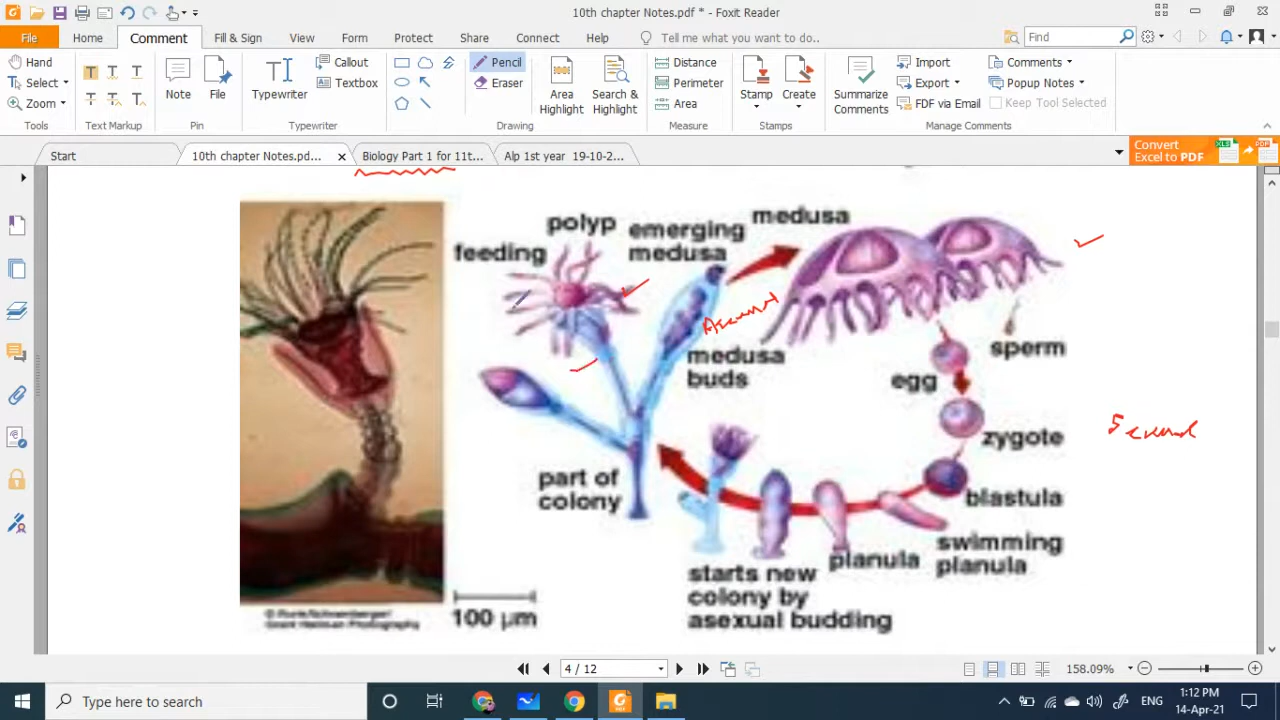 10th chapter Notes.pdf * - Foxit Reader
File Home Comment Fill & Sign View Form Protect Share Connect Help Tell me what you want to do.. Find
Hand
Select
Zoom
Tools
Text Markup
Note
File
Pin
Typewriter
Callout
Textbox
Typewriter
Pencil
Eraser
Drawing
Area
Highlight
Search &
Highlight
Distance
Perimeter
Area
Measure
Stamp
Create
Stamps
Summarize
Comments
Import
Export
FDF via Email
Comments
Popup Notes
Keep Tool Selected
Manage Comments
Start
10th chapter Notes.pd...
Biology Part 1 for 11t...
Alp 1st year 19-10-2...
Convert
Excel to PDF
feeding
polyp
emerging
medusa
medusa
Asexual
medusa
buds
sperm
egg
zygote
Sexual
blastula
swimming
planula
planula
part of
colony
starts new
colony by
asexual budding
100 µm
4 / 12
158.09%
Type here to search
ENG
1:12 PM
14-Apr-21